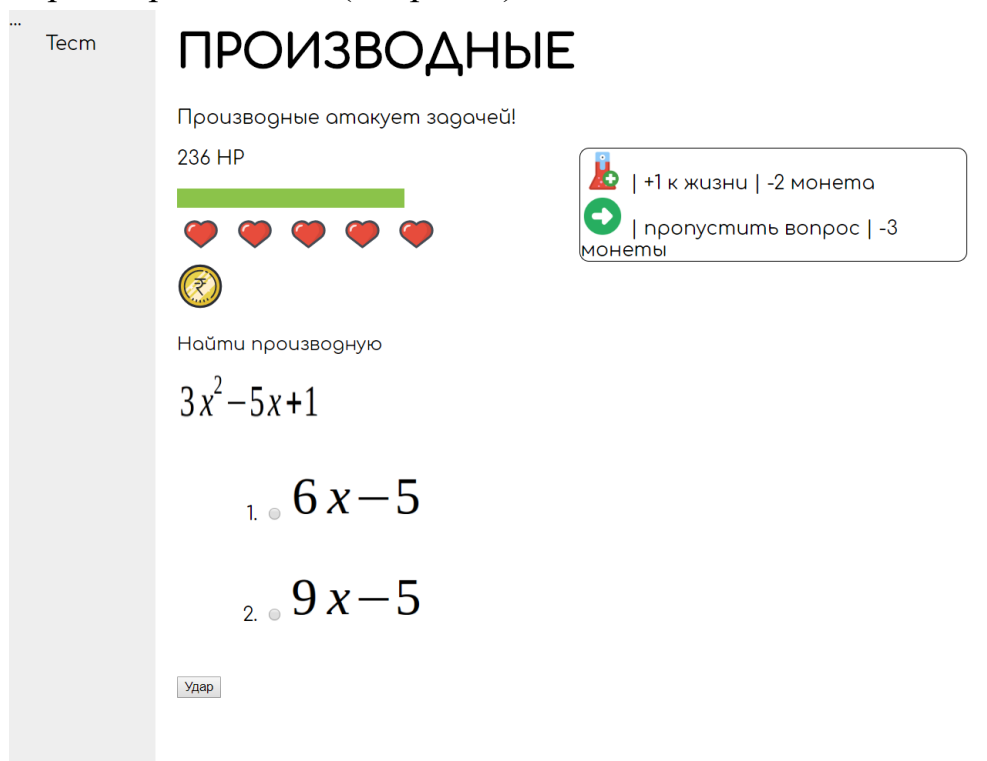 ...
Тест
ПРОИЗВОДНЫЕ
Производные атакует задачей!
236 HP
| +1 к жизни | -2 монета
| пропустить вопрос | -3
монеты
Найти производную
3x²−5x+1
1. 6x−5
2. 9x−5
Удар